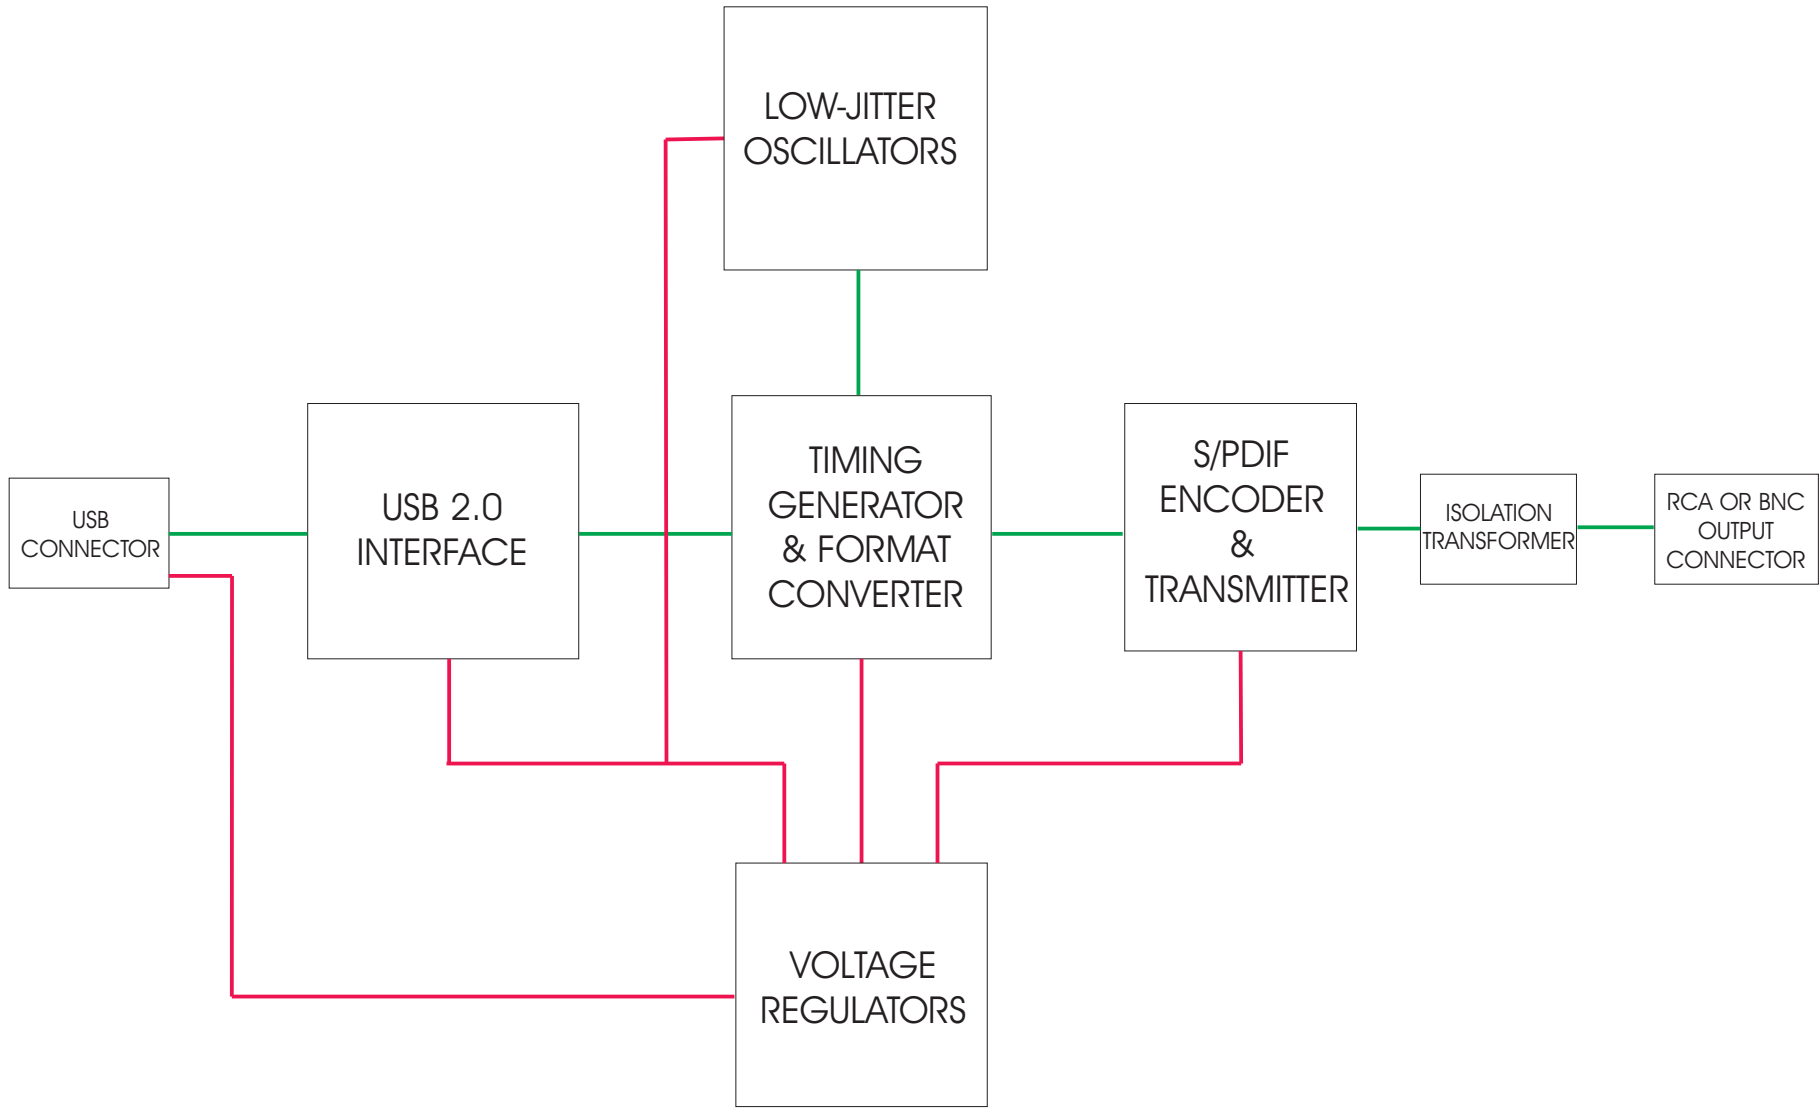 LOW-JITTER
OSCILLATORS
USB
CONNECTOR
USB 2.0
INTERFACE
TIMING
GENERATOR
& FORMAT
CONVERTER
S/PDIF
ENCODER
&
TRANSMITTER
ISOLATION
TRANSFORMER
RCA OR BNC
OUTPUT
CONNECTOR
VOLTAGE
REGULATORS